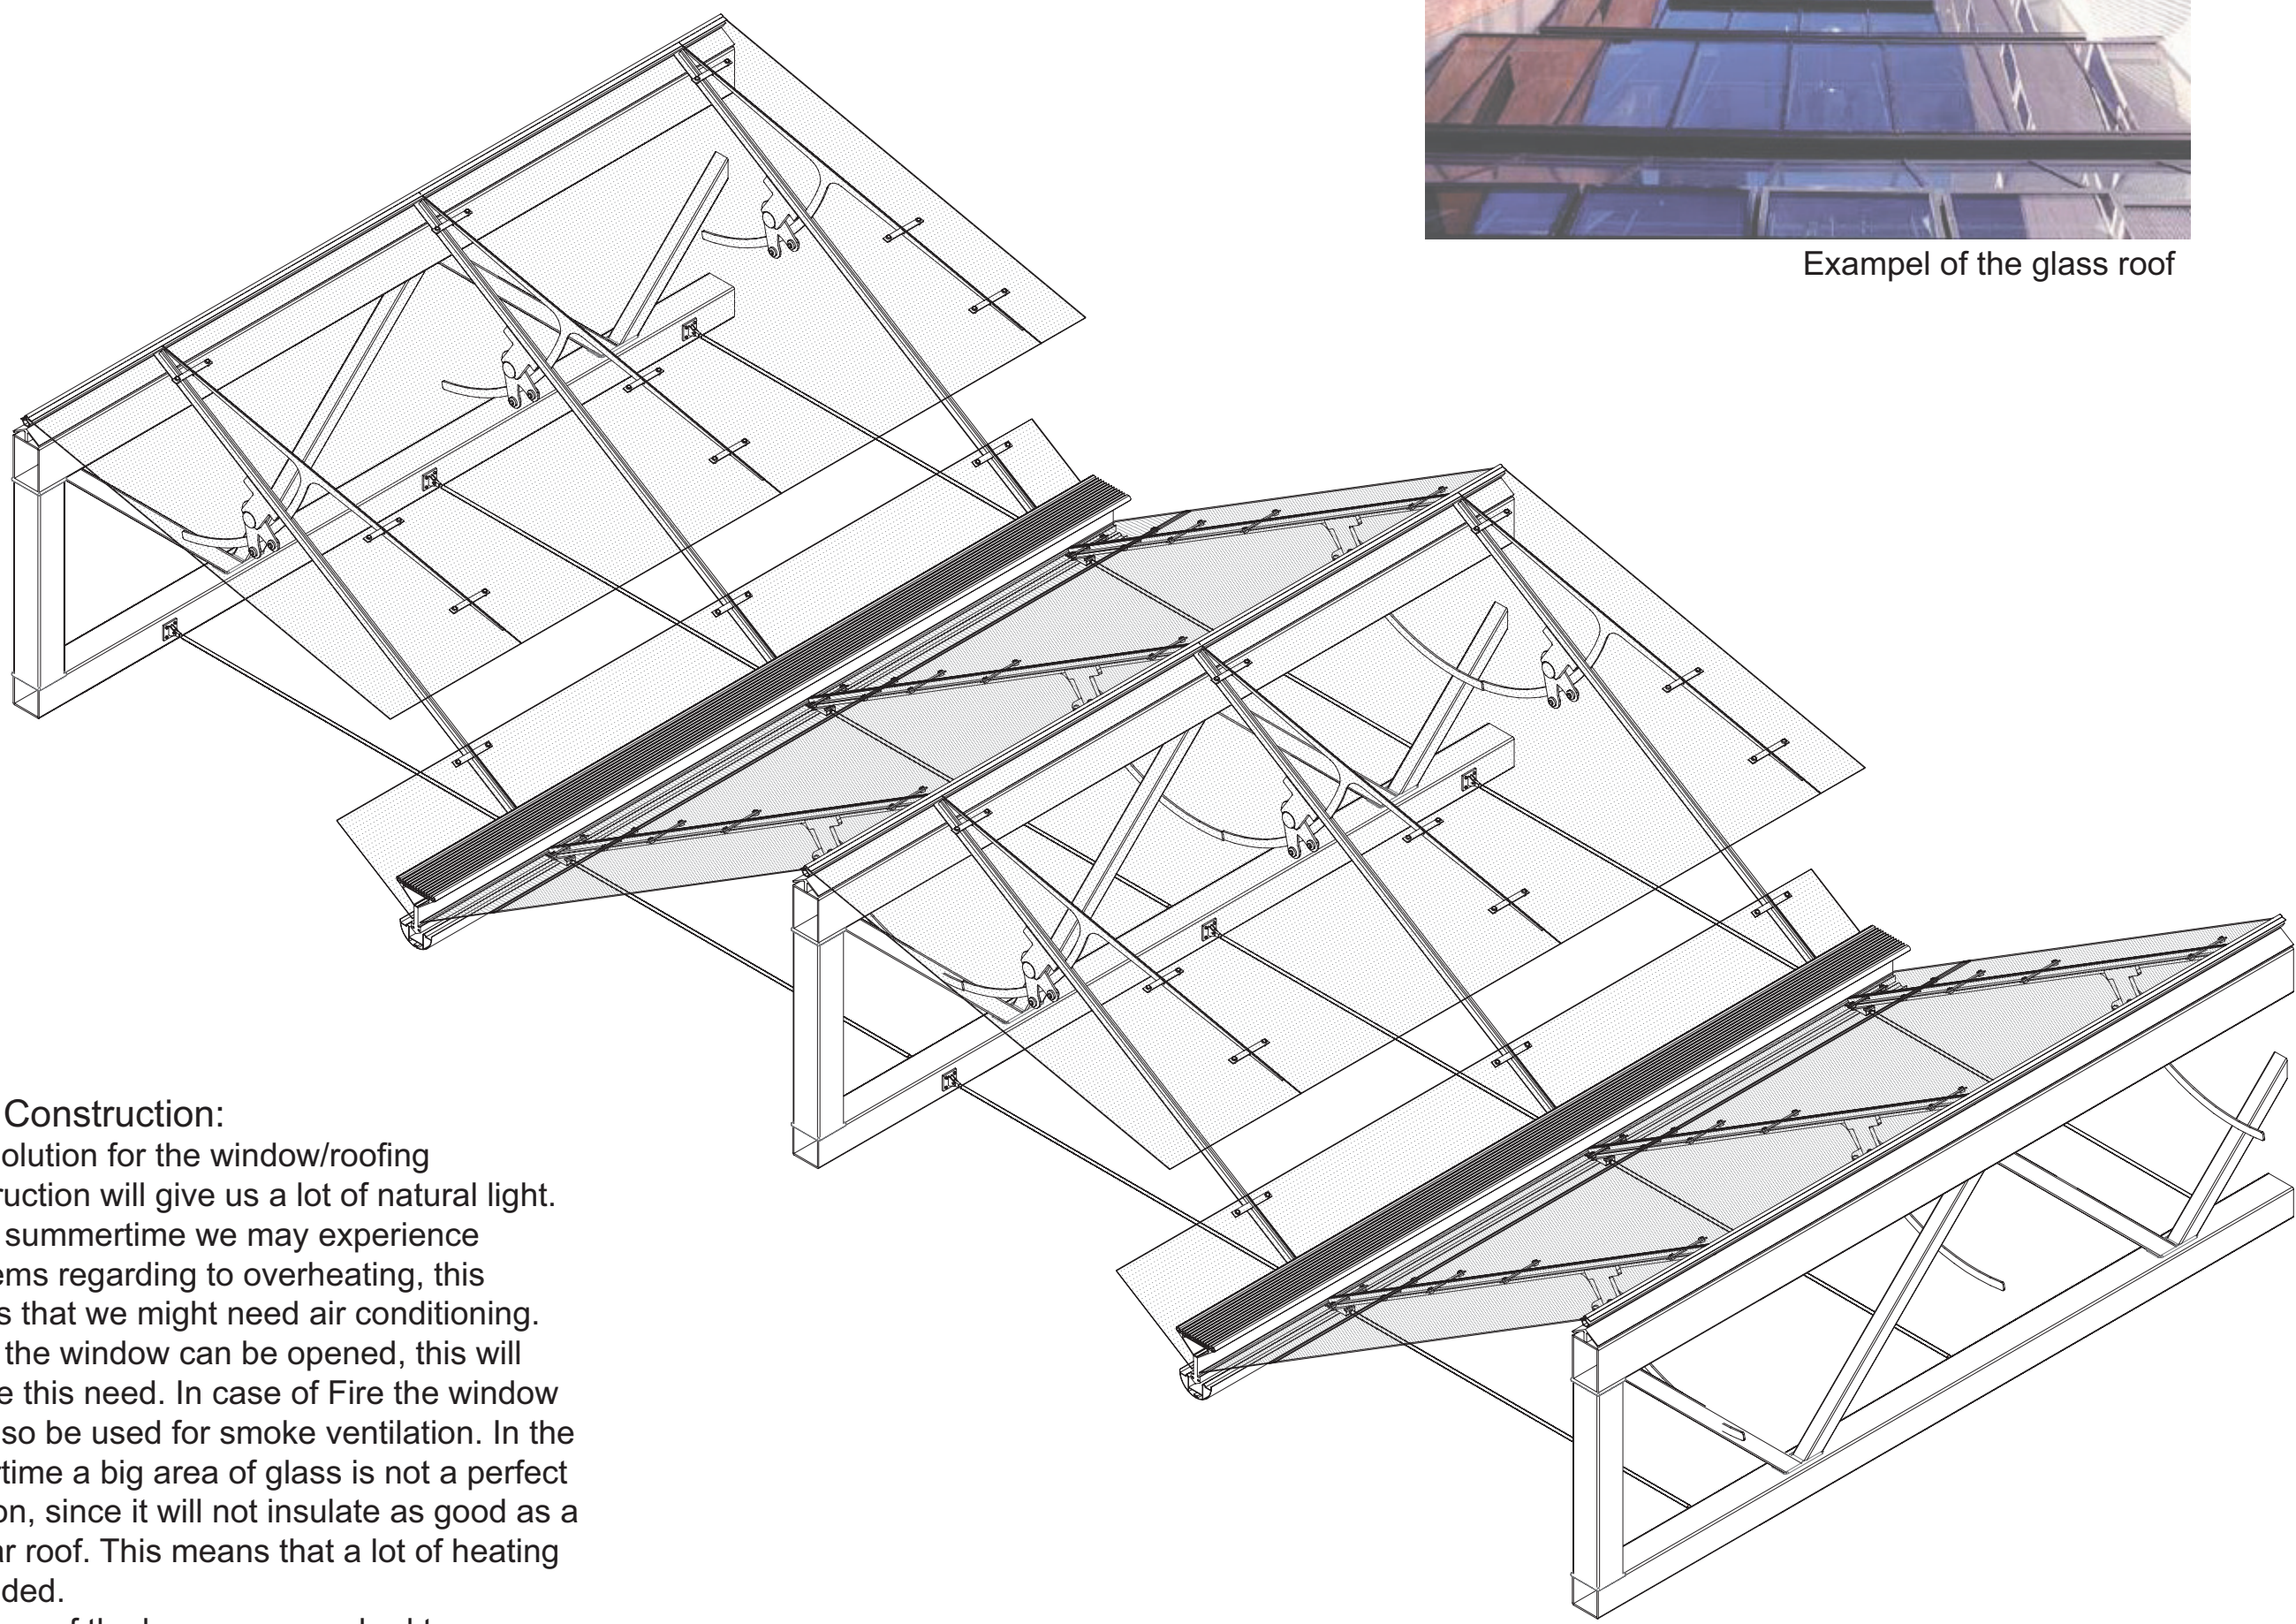 Exampel of the glass roof
Construction:
olution for the window/roofing
ruction will give us a lot of natural light.
summertime we may experience
ems regarding to overheating, this
s that we might need air conditioning.
the window can be opened, this will
e this need. In case of Fire the window
so be used for smoke ventilation. In the
rtime a big area of glass is not a perfect
on, since it will not insulate as good as a
ar roof. This means that a lot of heating
ded.